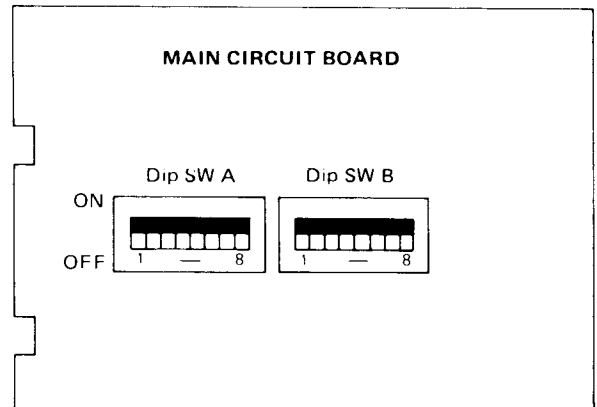 MAIN CIRCUIT BOARD
Dip SW A Dip SW B
ON
OFF
1 — 8 1 — 8